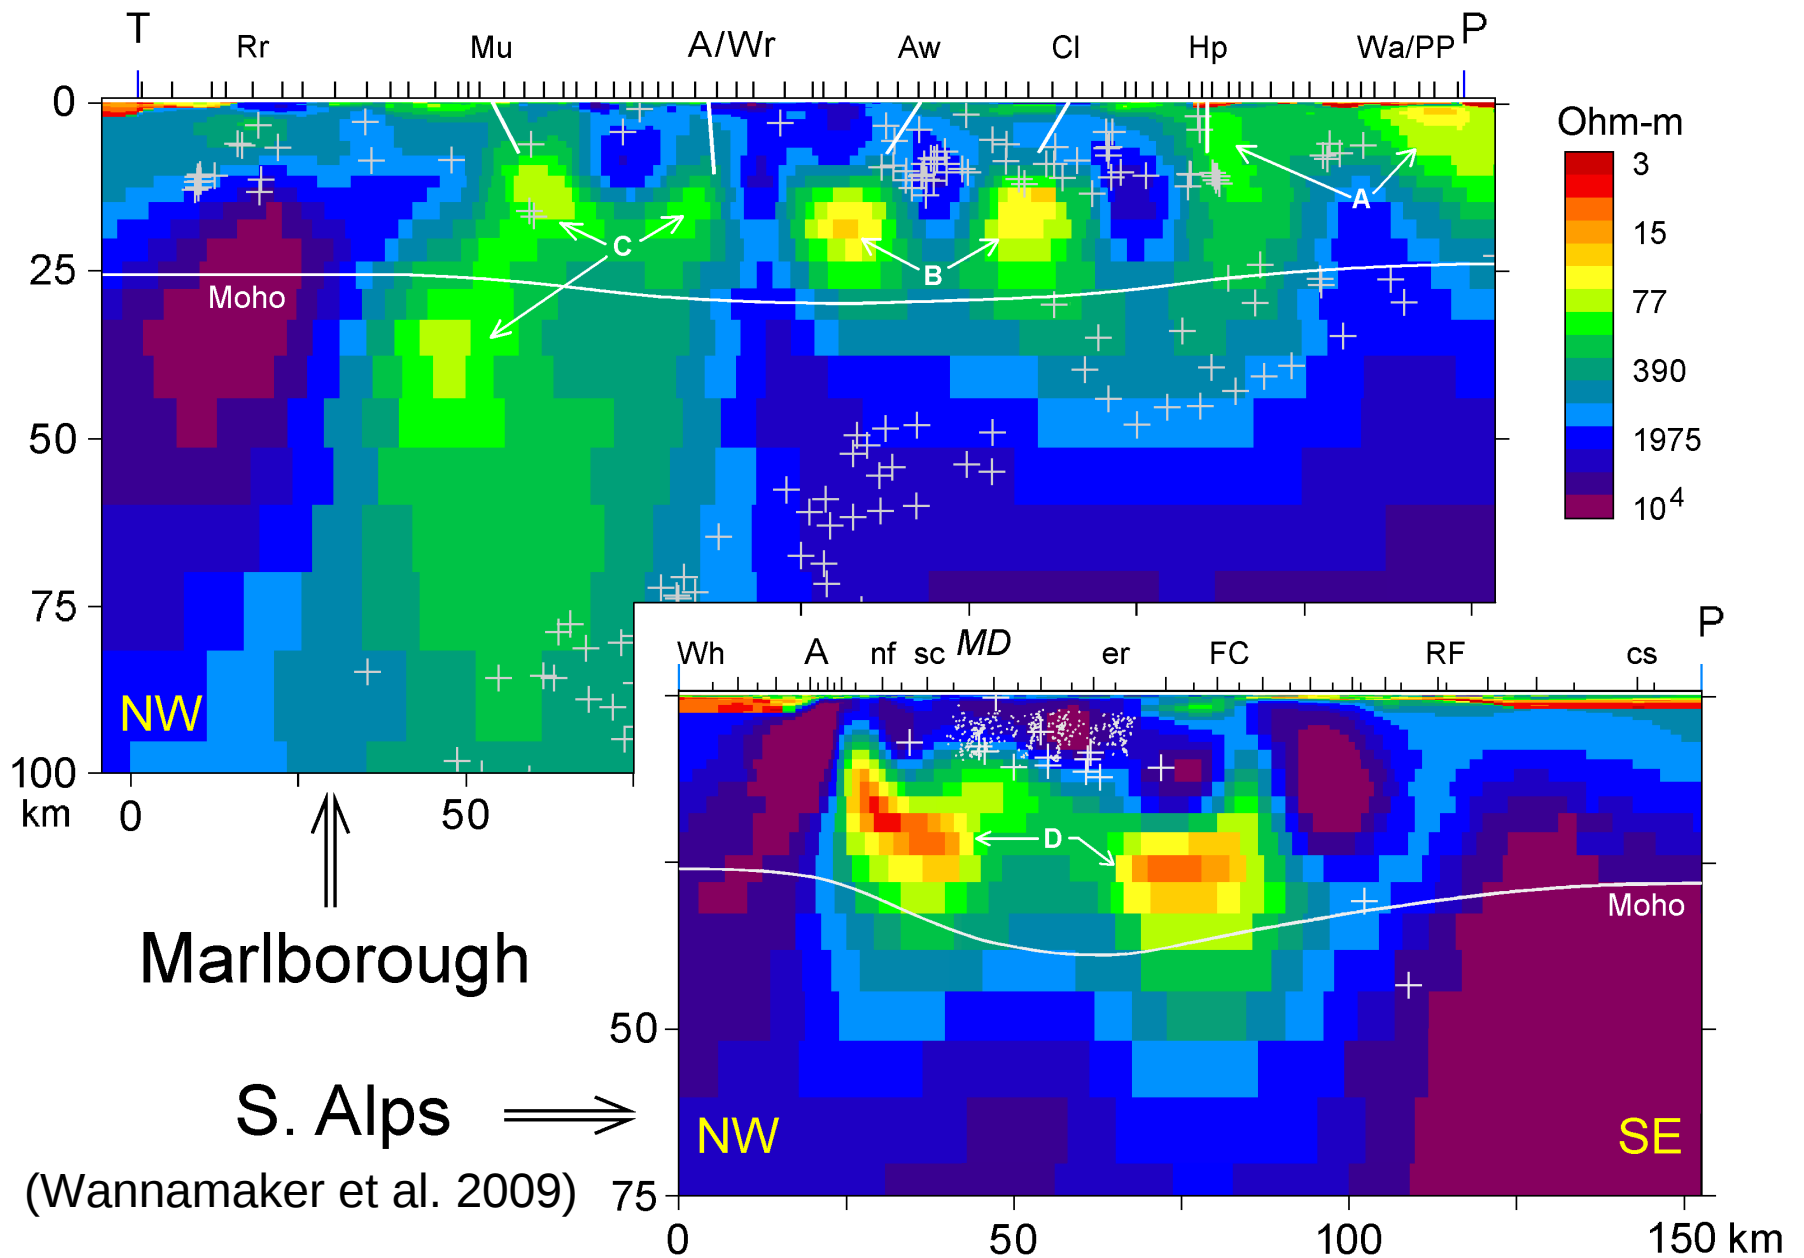 T Rr Mu A/Wr Aw Cl Hp Wa/PP P
0
Ohm-m
3
15
77
390
1975
10⁴
A
C
B
25
Moho
50
75
100
km
NW
0 50
Wh A nf sc MD er FC RF cs P
D
Moho
50
75
NW SE
0 50 100 150 km
Marlborough
S. Alps
(Wannamaker et al. 2009)